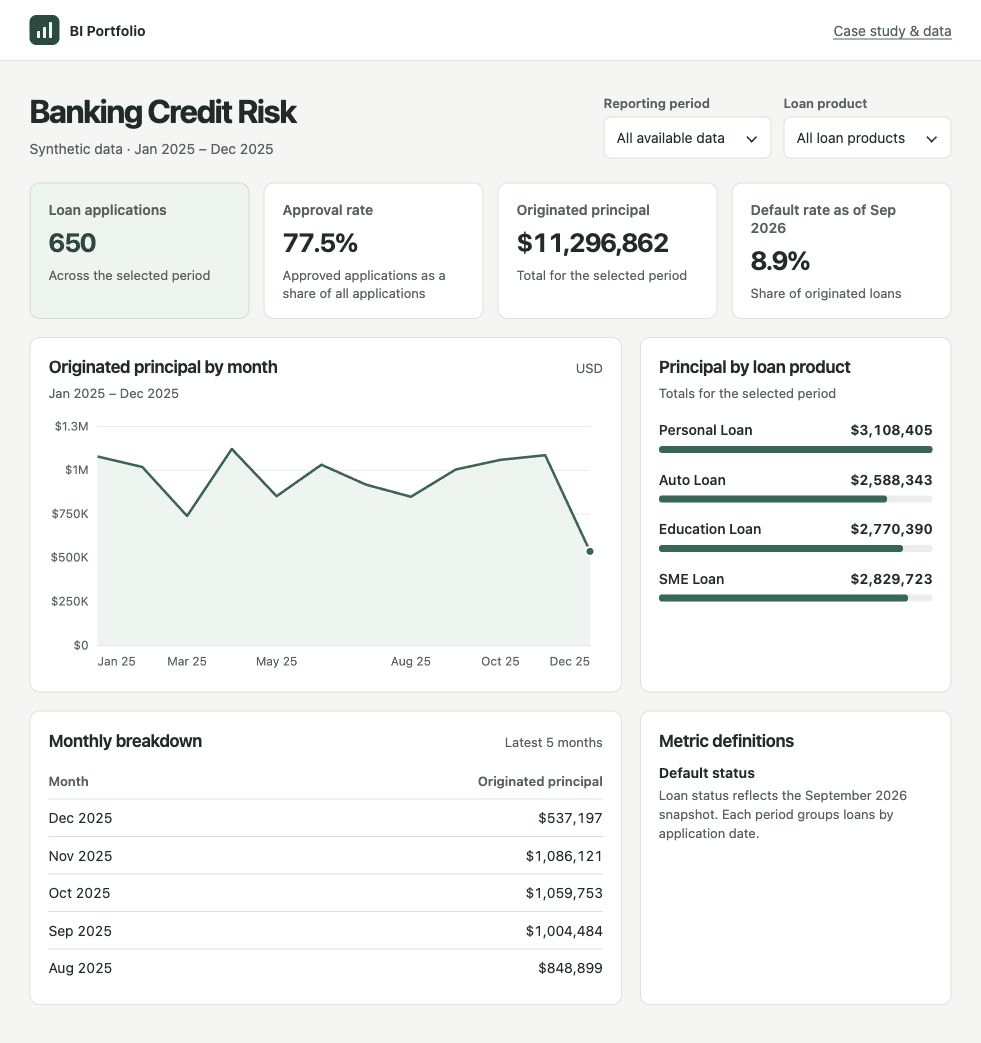 BI Portfolio
Case study & data
Banking Credit Risk
Synthetic data · Jan 2025 – Dec 2025
Reporting period
All available data
Loan product
All loan products
Loan applications
650
Across the selected period
Approval rate
77.5%
Approved applications as a
share of all applications
Originated principal
$11,296,862
Total for the selected period
Default rate as of Sep
2026
8.9%
Share of originated loans
Originated principal by month
USD
Jan 2025 – Dec 2025
$1.3M
$1M
$750K
$500K
$250K
$0
Jan 25
Mar 25
May 25
Aug 25
Oct 25
Dec 25
Principal by loan product
Totals for the selected period
Personal Loan
$3,108,405
Auto Loan
$2,588,343
Education Loan
$2,770,390
SME Loan
$2,829,723
Monthly breakdown
Latest 5 months
Month
Originated principal
Dec 2025
$537,197
Nov 2025
$1,086,121
Oct 2025
$1,059,753
Sep 2025
$1,004,484
Aug 2025
$848,899
Metric definitions
Default status
Loan status reflects the September 2026
snapshot. Each period groups loans by
application date.